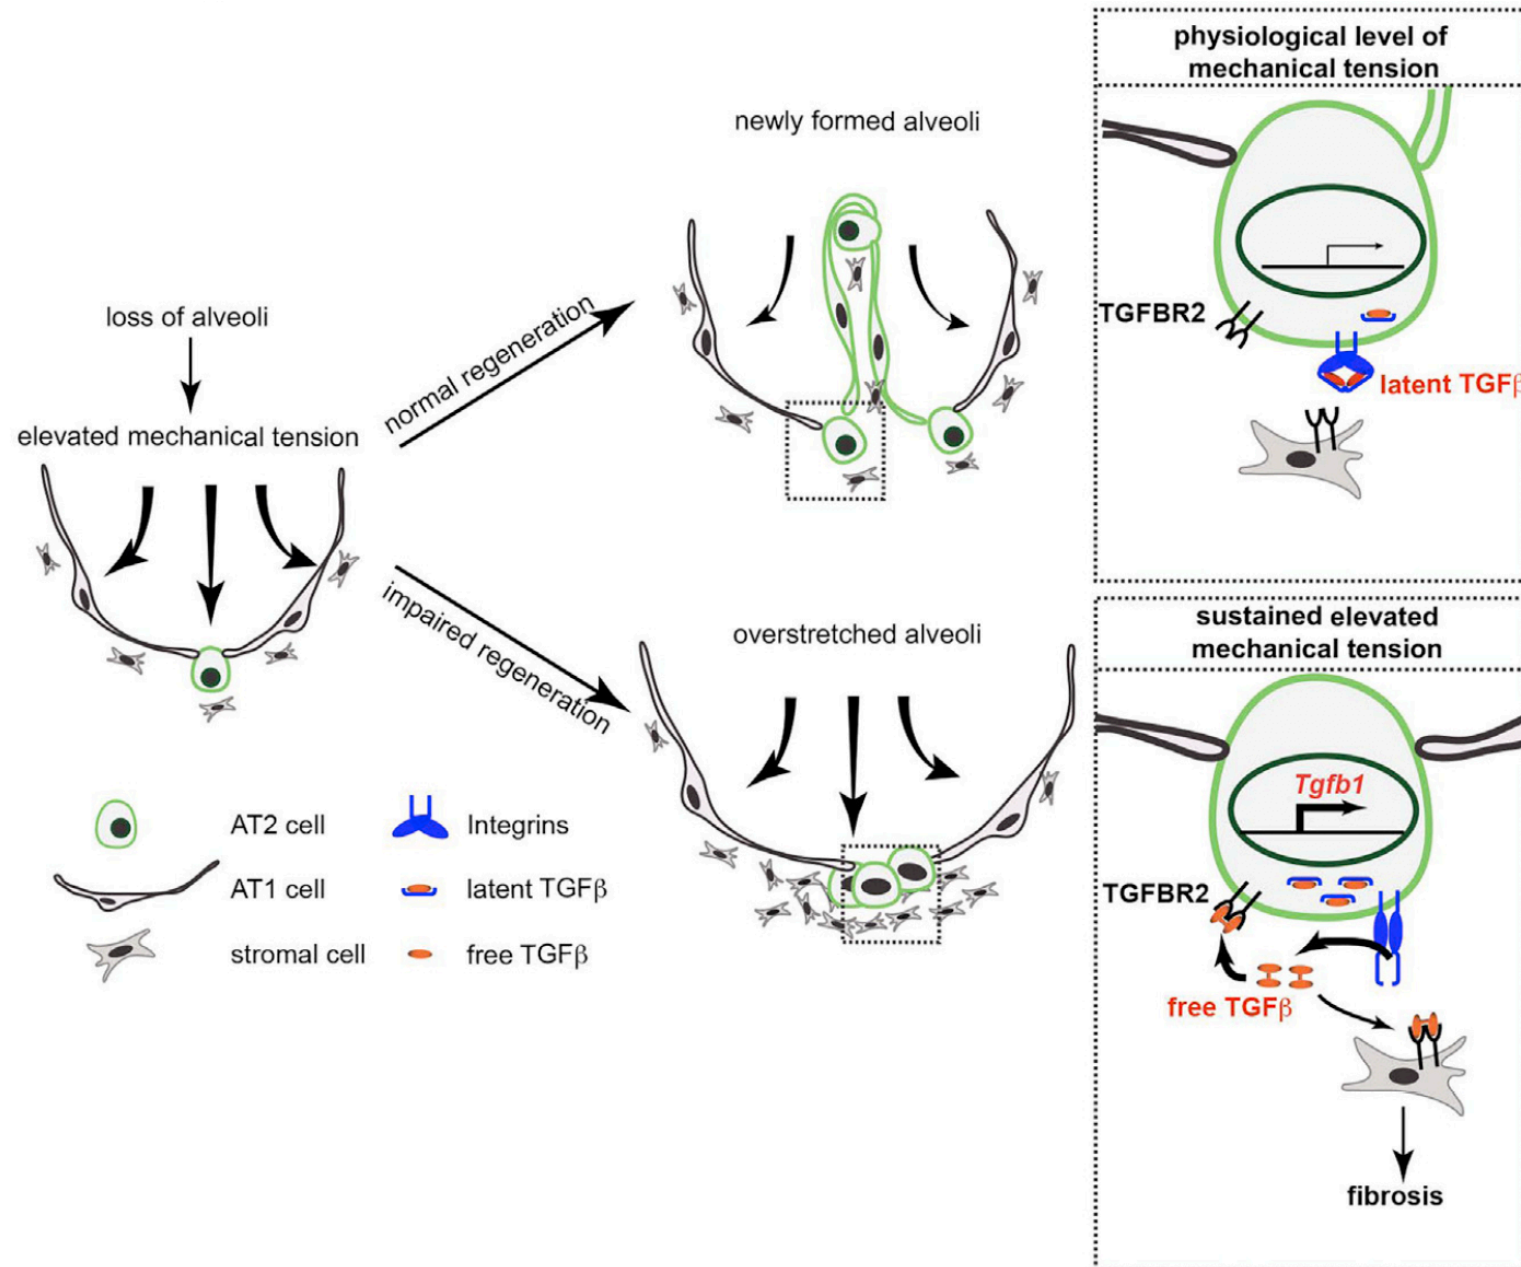 loss of alveoli
elevated mechanical tension
normal regeneration
impaired regeneration
newly formed alveoli
overstretched alveoli
AT2 cell
AT1 cell
stromal cell
Integrins
latent TGFβ
free TGFβ
physiological level of
mechanical tension
TGFBR2
latent TGFβ
sustained elevated
mechanical tension
Tgfb1
TGFBR2
free TGFβ
fibrosis